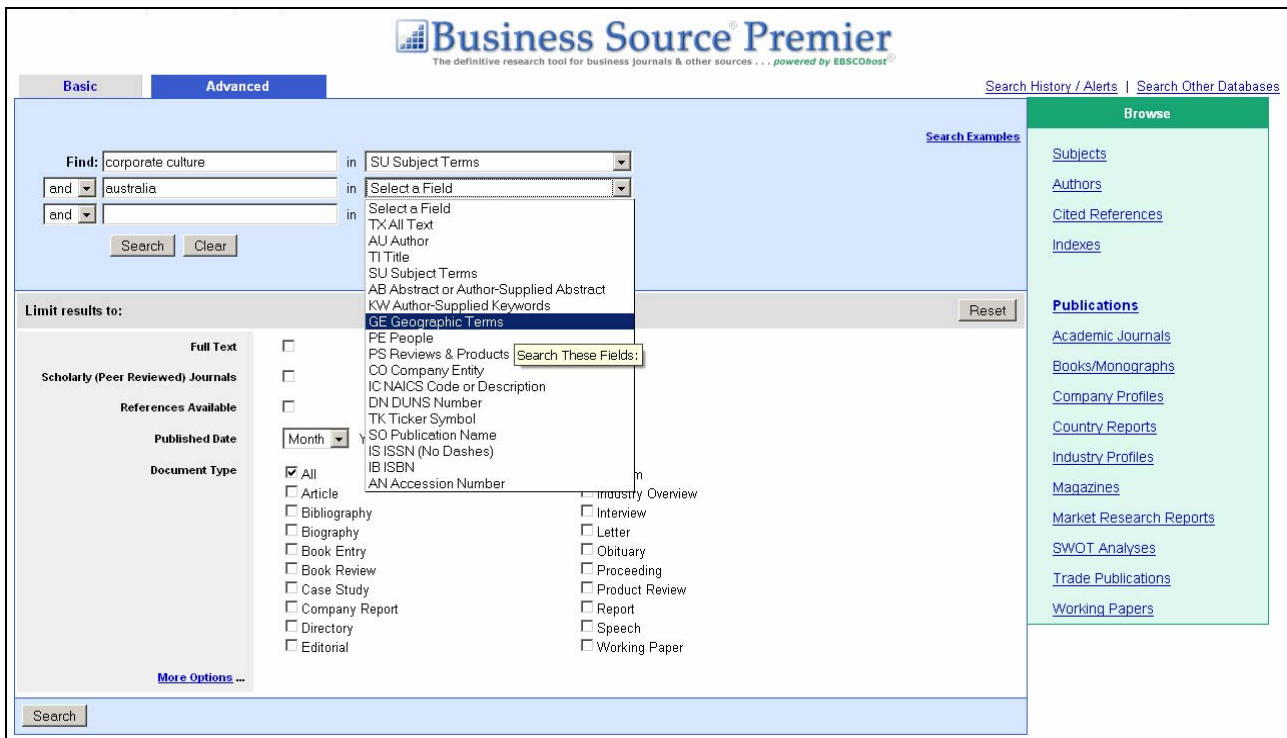 Business Source® Premier
The definitive research tool for business journals & other sources . . . powered by EBSCOhost®
Basic
Advanced
Search History / Alerts | Search Other Databases
Search Examples
Find: corporate culture in SU Subject Terms
and australia in Select a Field
and in
Search Clear
Select a Field
TX All Text
AU Author
TI Title
SU Subject Terms
AB Abstract or Author-Supplied Abstract
KW Author-Supplied Keywords
GE Geographic Terms
PE People
PS Reviews & Products
CO Company Entity
IC NAICS Code or Description
DN DUNS Number
TK Ticker Symbol
SO Publication Name
IS ISSN (No Dashes)
IB ISBN
AN Accession Number
Search These Fields:
Limit results to:
Reset
Full Text
Scholarly (Peer Reviewed) Journals
References Available
Published Date Month
Document Type
All
Article
Bibliography
Biography
Book Entry
Book Review
Case Study
Company Report
Directory
Editorial
Industry Overview
Interview
Letter
Obituary
Proceeding
Product Review
Report
Speech
Working Paper
More Options ...
Search
Browse
Subjects
Authors
Cited References
Indexes
Publications
Academic Journals
Books/Monographs
Company Profiles
Country Reports
Industry Profiles
Magazines
Market Research Reports
SWOT Analyses
Trade Publications
Working Papers